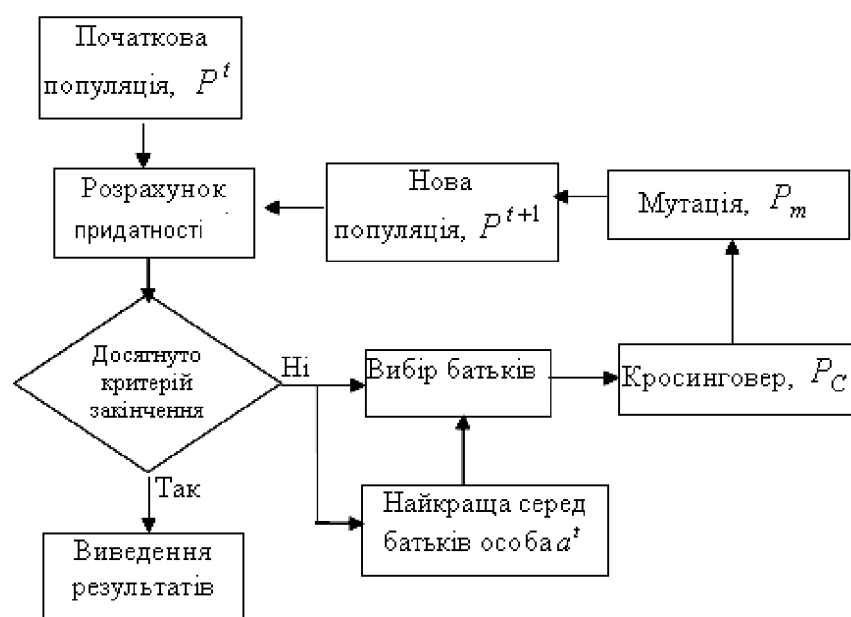 Початкова
популяція, P^t
Розрахунок
придатності
Нова
популяція, P^{t+1}
Мутація, P_m
Досягнуто
критерій
закінчення
Ні
Вибір батьків
Кросинговер, P_C
Так
Найкраща серед
батьків особа a^t
Виведення
результатів